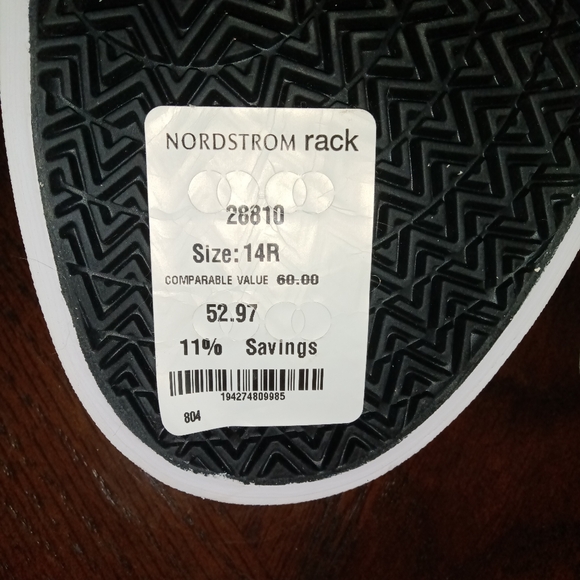 NORDSTROM rack
28810
Size: 14R
COMPARABLE VALUE 60.00
52.97
11% Savings
194274809985
804